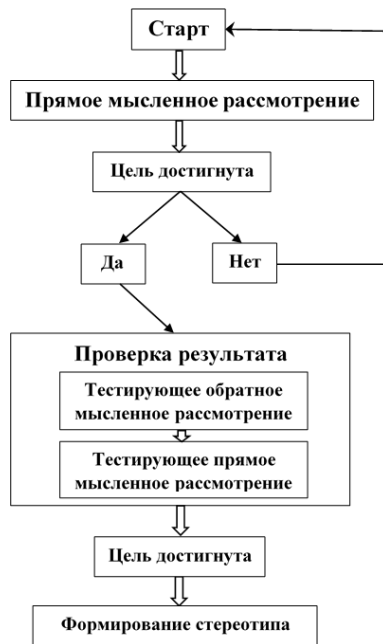 Старт
Прямое мысленное рассмотрение
Цель достигнута
Да
Нет
Проверка результата
Тестирующее обратное
мысленное рассмотрение
Тестирующее прямое
мысленное рассмотрение
Цель достигнута
Формирование стереотипа